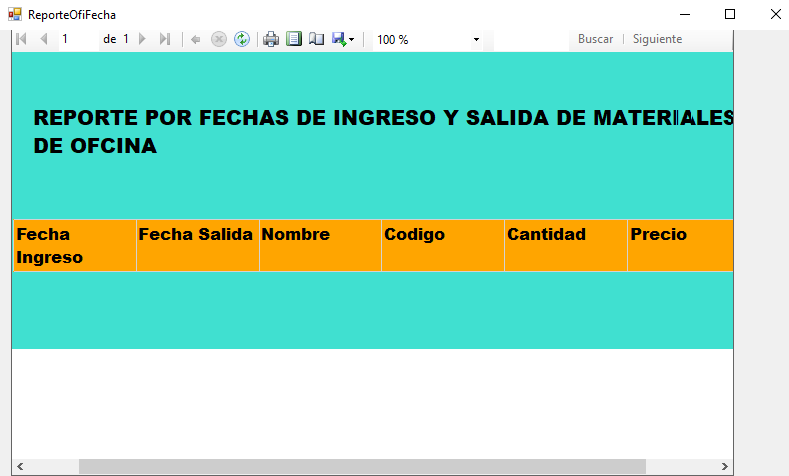 ReporteOfiFecha
1 de 1 100 % Buscar Siguiente
REPORTE POR FECHAS DE INGRESO Y SALIDA DE MATERIALES
DE OFCINA
Fecha Ingreso Fecha Salida Nombre Codigo Cantidad Precio